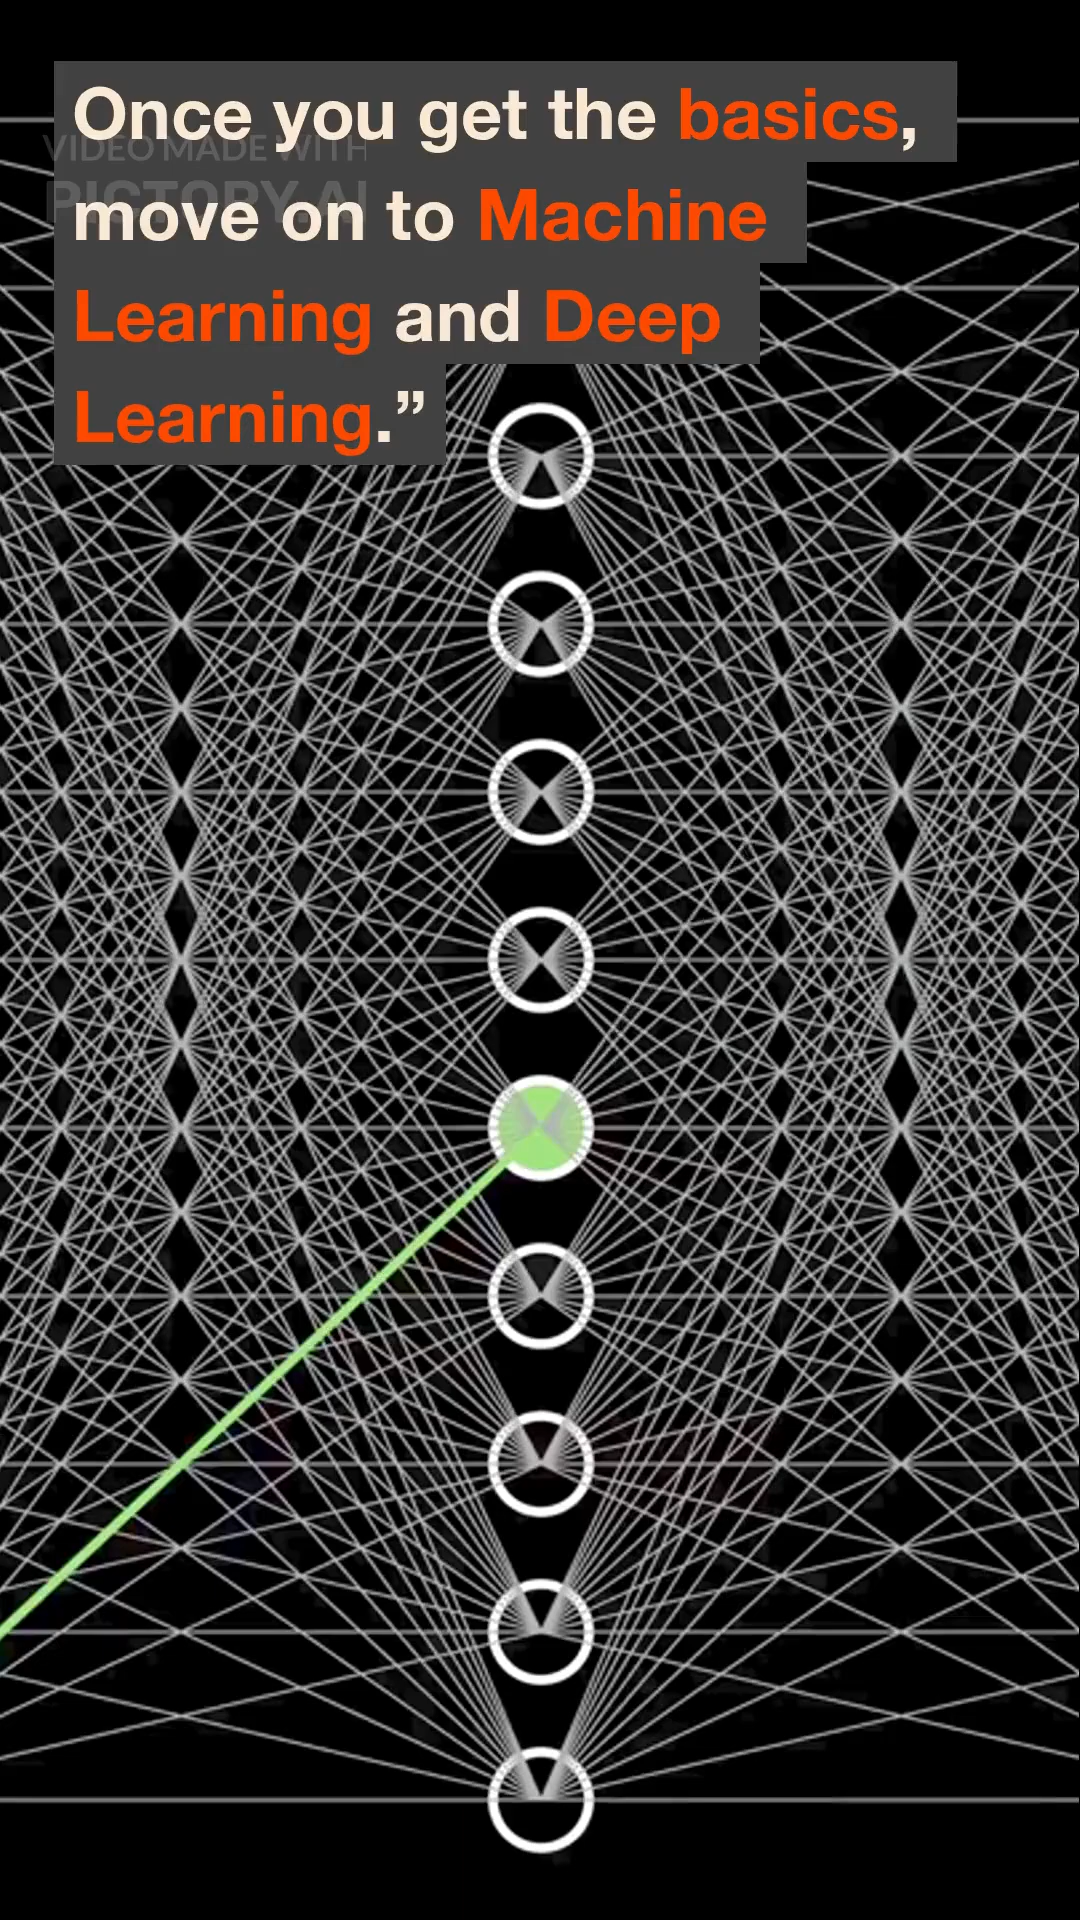 Once you get the basics,
VIDEO MADE WITH
PICTORY.AI
move on to Machine
Learning and Deep
Learning.”